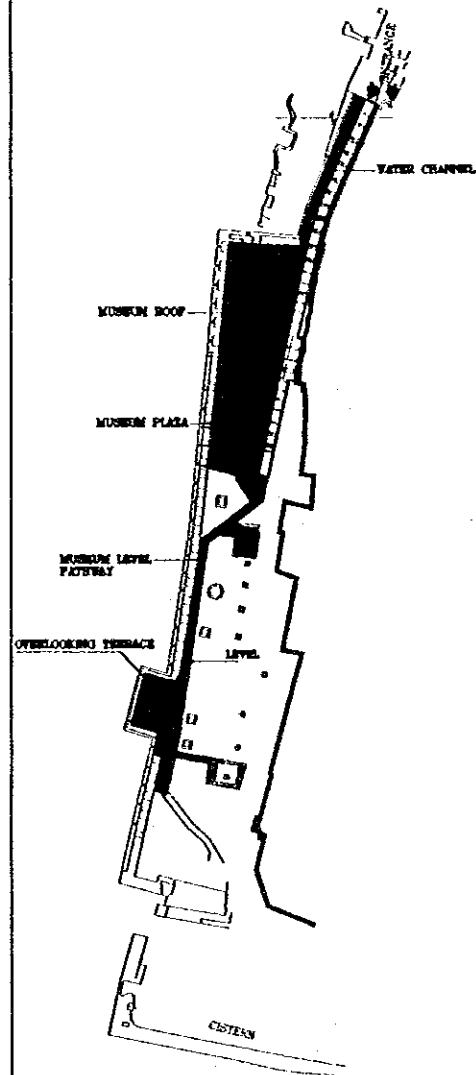 ENTRANCE
WATER CHANNEL
MUSEUM ROOF
MUSEUM PLAZA
MUSEUM LEVEL
PATHWAY
OVERLOOKING TERRACE
LEVEL
CISTERN